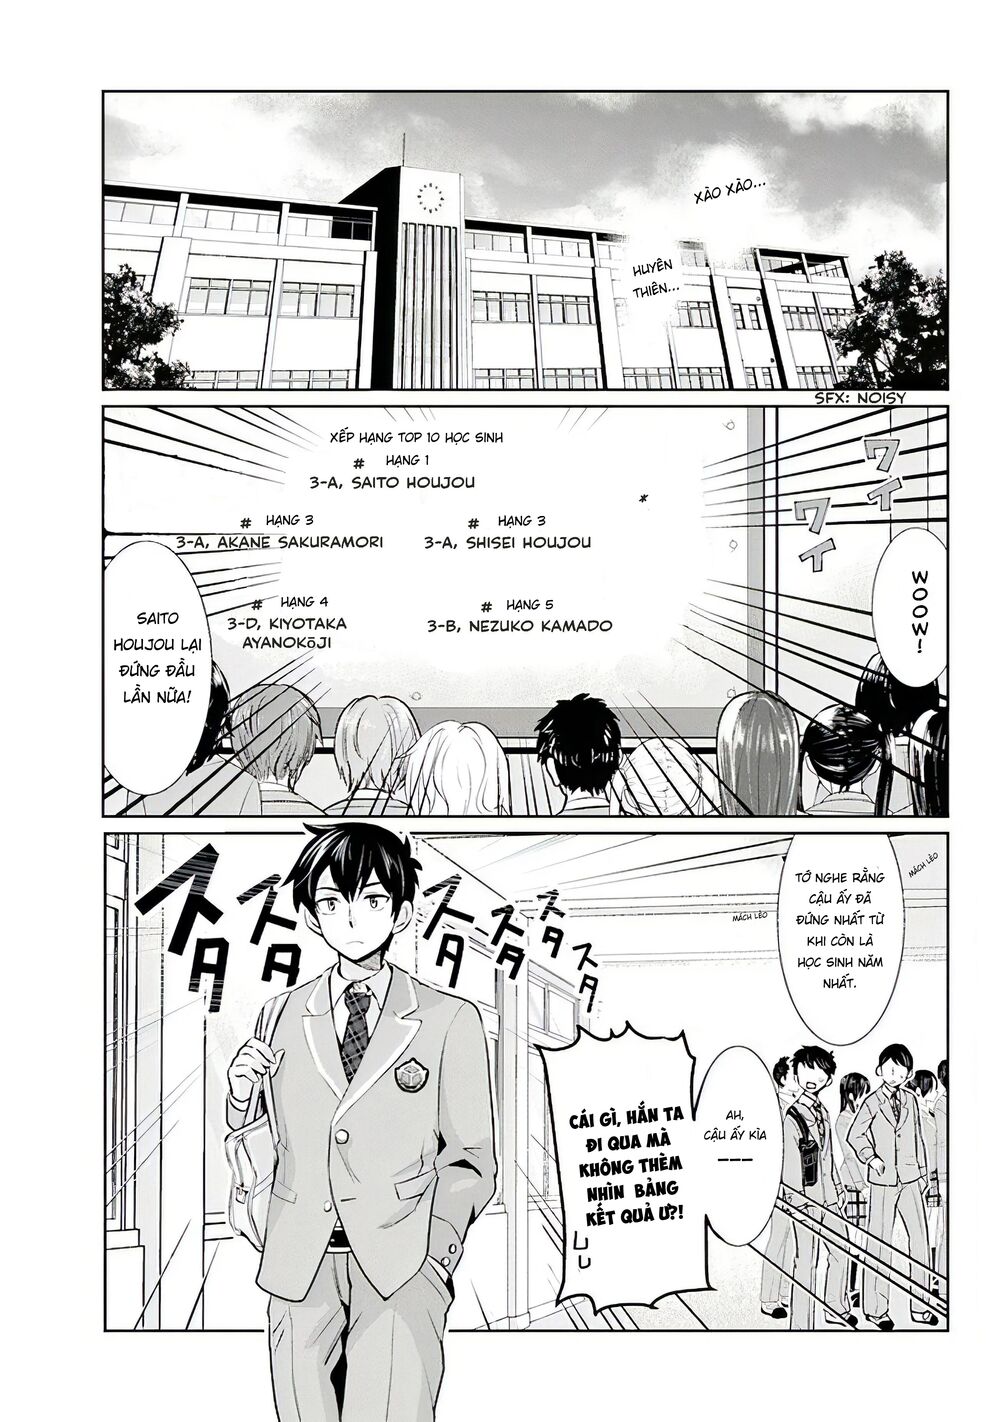 XÀO XÀO...
HUYÊN
THIÊN...
SFX: NOISY
XẾP HẠNG TOP 10 HỌC SINH
# HẠNG 1
3-A, SAITO HOUJOU
*
# HẠNG 3
3-A, AKANE SAKURAMORI
# HẠNG 3
3-A, SHISEI HOUJOU
# HẠNG 4
3-D, KIYOTAKA
AYANOKōJI
# HẠNG 5
3-B, NEZUKO KAMADO
ワイ
ワイ
WOOW!
SAITO
HOUJOU LẠI
ĐỨNG ĐẦU
LẦN NỮA!
MÁCH LẺO
TỚ NGHE RẰNG
CẬU ẤY ĐÃ
ĐỨNG NHẤT TỪ
KHI CÒN LÀ
HỌC SINH NĂM
NHẤT.
MÁCH LẺO
AH,
CẬU ẤY KÌA
---
CÁI GÌ, HẮN TA
ĐI QUA MÀ
KHÔNG THÈM
NHÌN BẢNG
KẾT QUẢ Ư?!
スタ
スタ
スタ
スタ
スタ
スタ